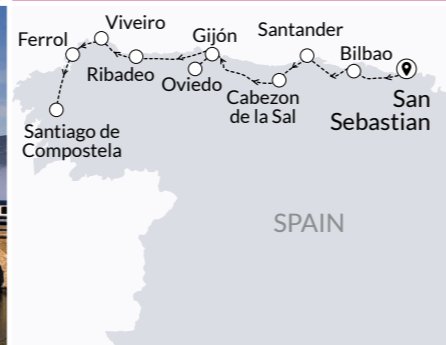 Viveiro
Ferrol
Gijón
Santander
Bilbao
Ribadeo
Oviedo
Cabezon
de la Sal
San
Sebastian
Santiago de
Compostela
SPAIN